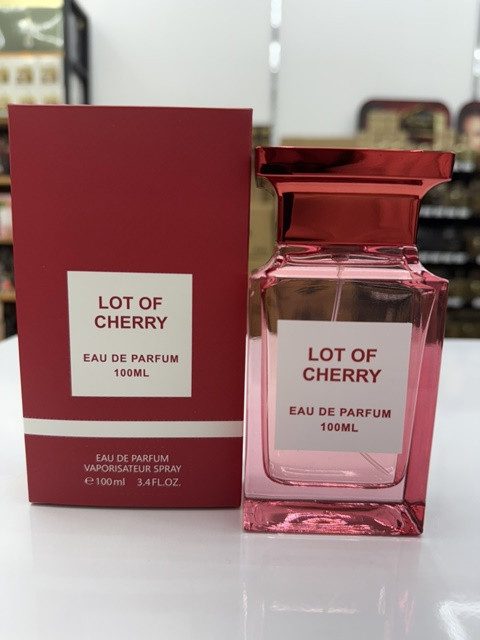 LOT OF
CHERRY
EAU DE PARFUM
100ML
EAU DE PARFUM
VAPORISATEUR SPRAY
℮100ml 3.4FL.OZ.
LOT OF
CHERRY
EAU DE PARFUM
100ML